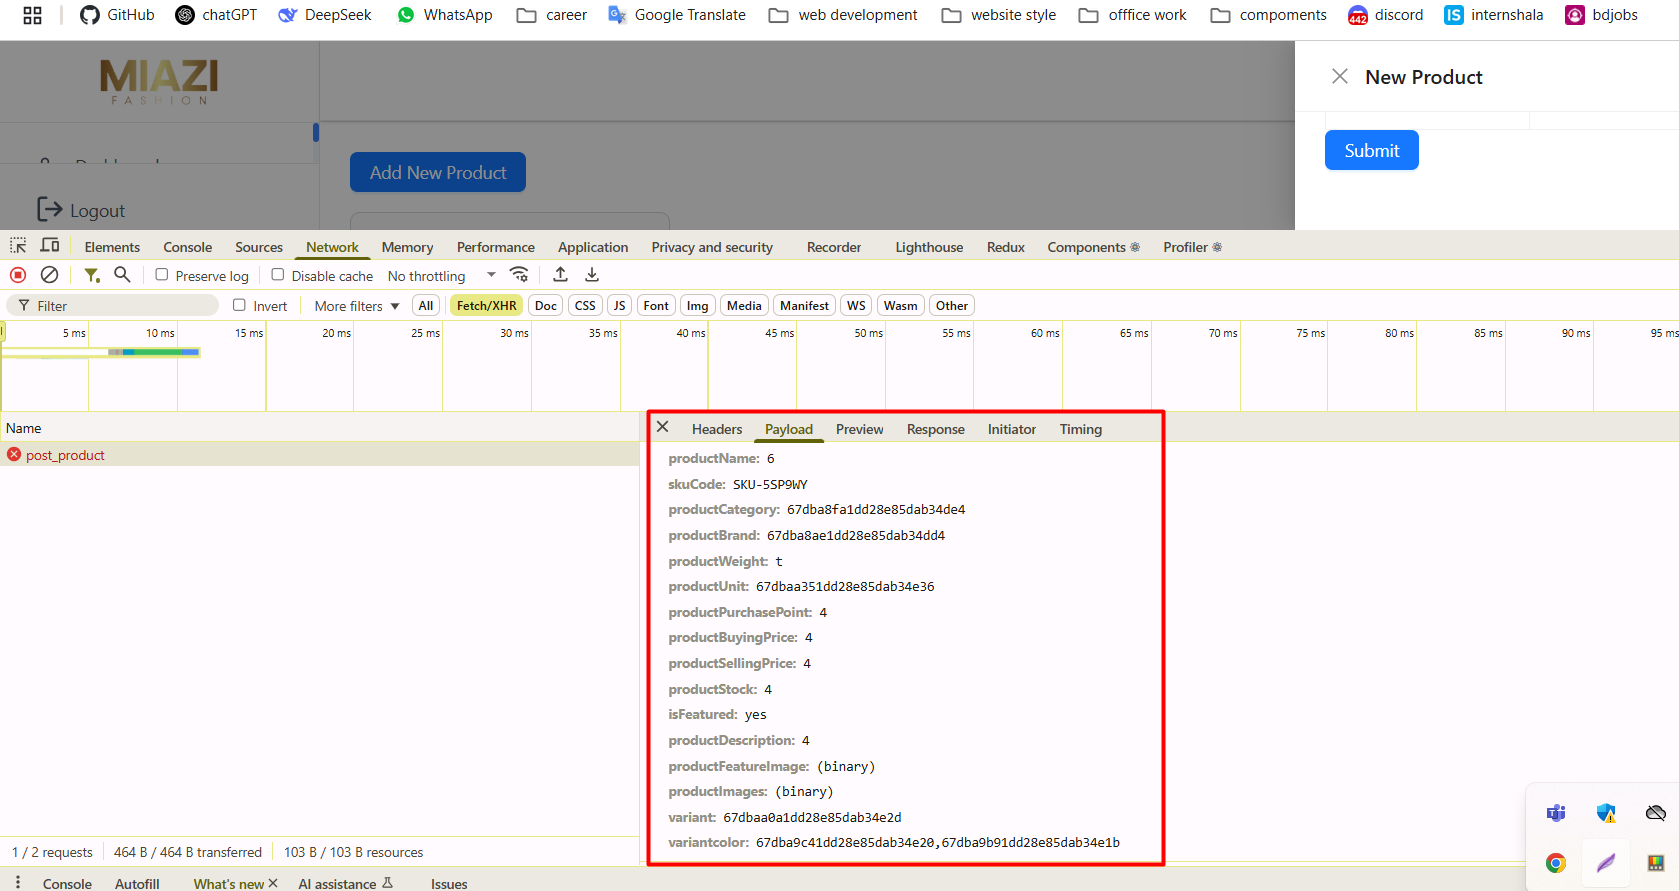 GitHub chatGPT DeepSeek WhatsApp career Google Translate web development website style offfice work compoments 442 discord IS internshala bdjobs
MIAZI
FASHION
New Product
Submit
Add New Product
Logout
Elements Console Sources Network Memory Performance Application Privacy and security Recorder Lighthouse Redux Components Profiler
Preserve log Disable cache No throttling
Filter Invert More filters All Fetch/XHR Doc CSS JS Font Img Media Manifest WS Wasm Other
5 ms 10 ms 15 ms 20 ms 25 ms 30 ms 35 ms 40 ms 45 ms 50 ms 55 ms 60 ms 65 ms 70 ms 75 ms 80 ms 85 ms 90 ms 95 ms
Name
post_product
Headers Payload Preview Response Initiator Timing
productName: 6
skuCode: SKU-5SP9WY
productCategory: 67dba8fa1dd28e85dab34de4
productBrand: 67dba8ae1dd28e85dab34dd4
productWeight: t
productUnit: 67dbaa351dd28e85dab34e36
productPurchasePoint: 4
productBuyingPrice: 4
productSellingPrice: 4
productStock: 4
isFeatured: yes
productDescription: 4
productFeatureImage: (binary)
productImages: (binary)
variant: 67dbaa0a1dd28e85dab34e2d
variantcolor: 67dba9c41dd28e85dab34e20,67dba9b91dd28e85dab34e1b
1 / 2 requests 464 B / 464 B transferred 103 B / 103 B resources
Console Autofill What's new AI assistance Issues